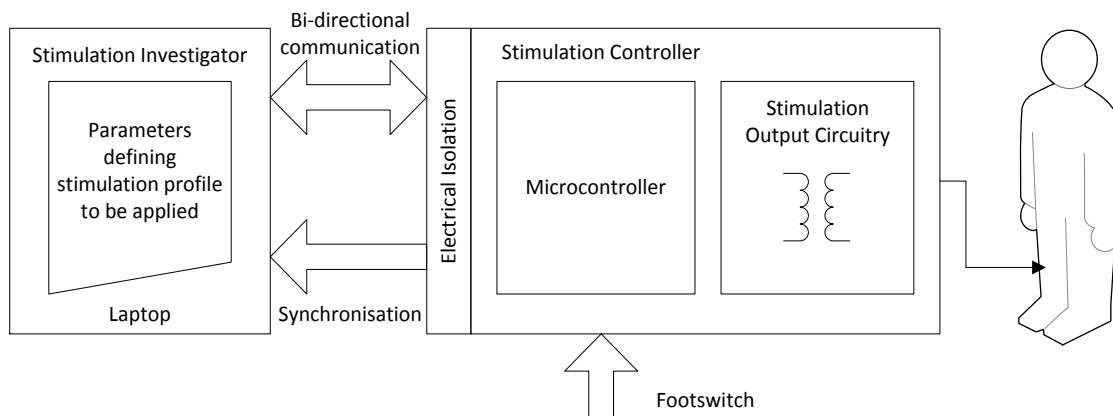 Stimulation Investigator
Parameters
defining
stimulation profile
to be applied
Laptop
Bi-directional
communication
Synchronisation
Electrical Isolation
Stimulation Controller
Microcontroller
Stimulation
Output Circuitry
Footswitch